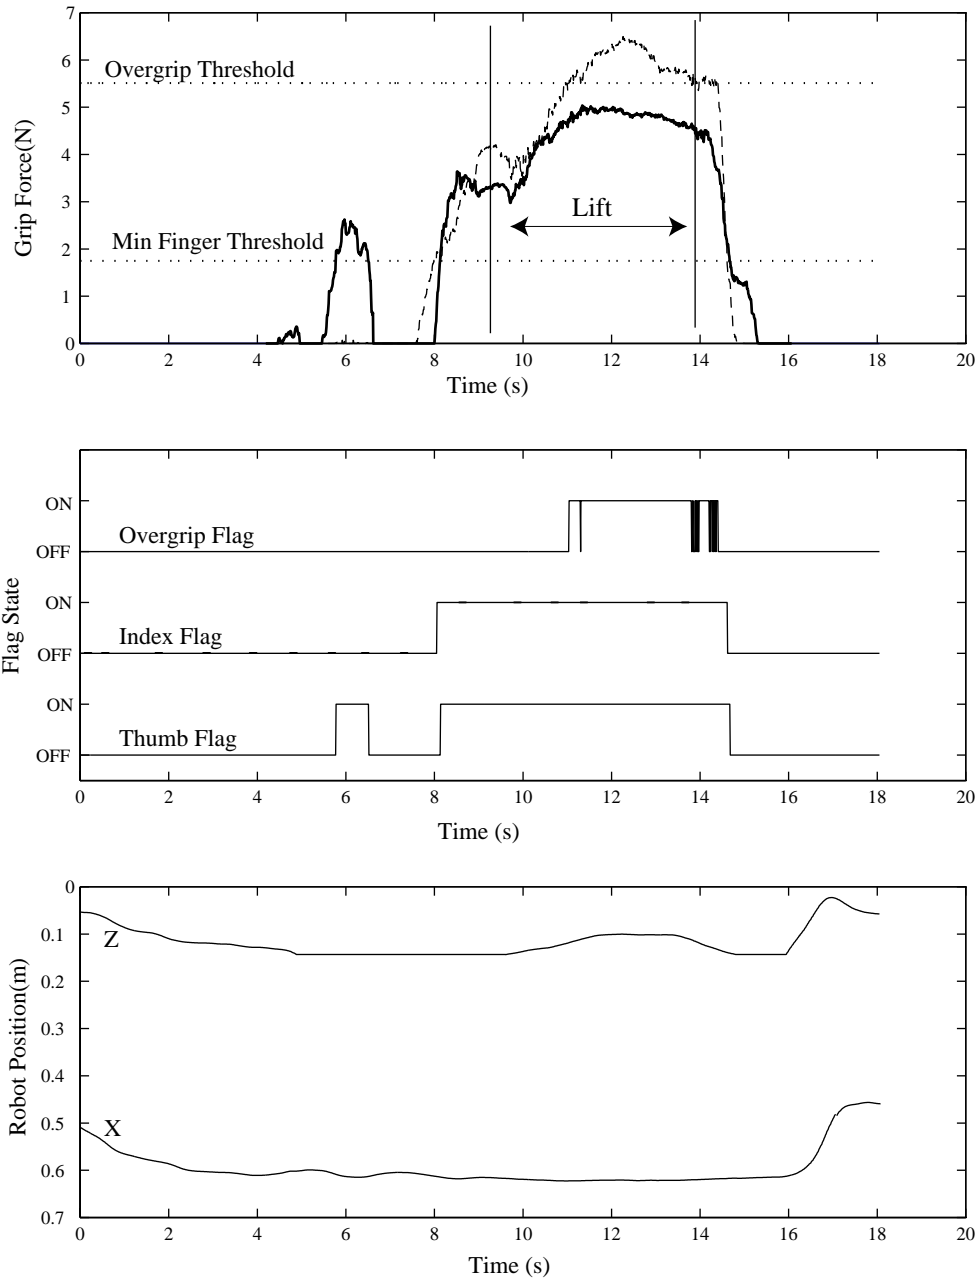 7
6
5
4
3
2
1
0
Grip Force(N)
Overgrip Threshold
Min Finger Threshold
Lift
0 2 4 6 8 10 12 14 16 18 20
Time (s)
Flag State
ON
OFF
Overgrip Flag
ON
OFF
Index Flag
ON
OFF
Thumb Flag
0 2 4 6 8 10 12 14 16 18 20
Time (s)
Robot Position(m)
0
0.1
0.2
0.3
0.4
0.5
0.6
0.7
Z
X
0 2 4 6 8 10 12 14 16 18 20
Time (s)